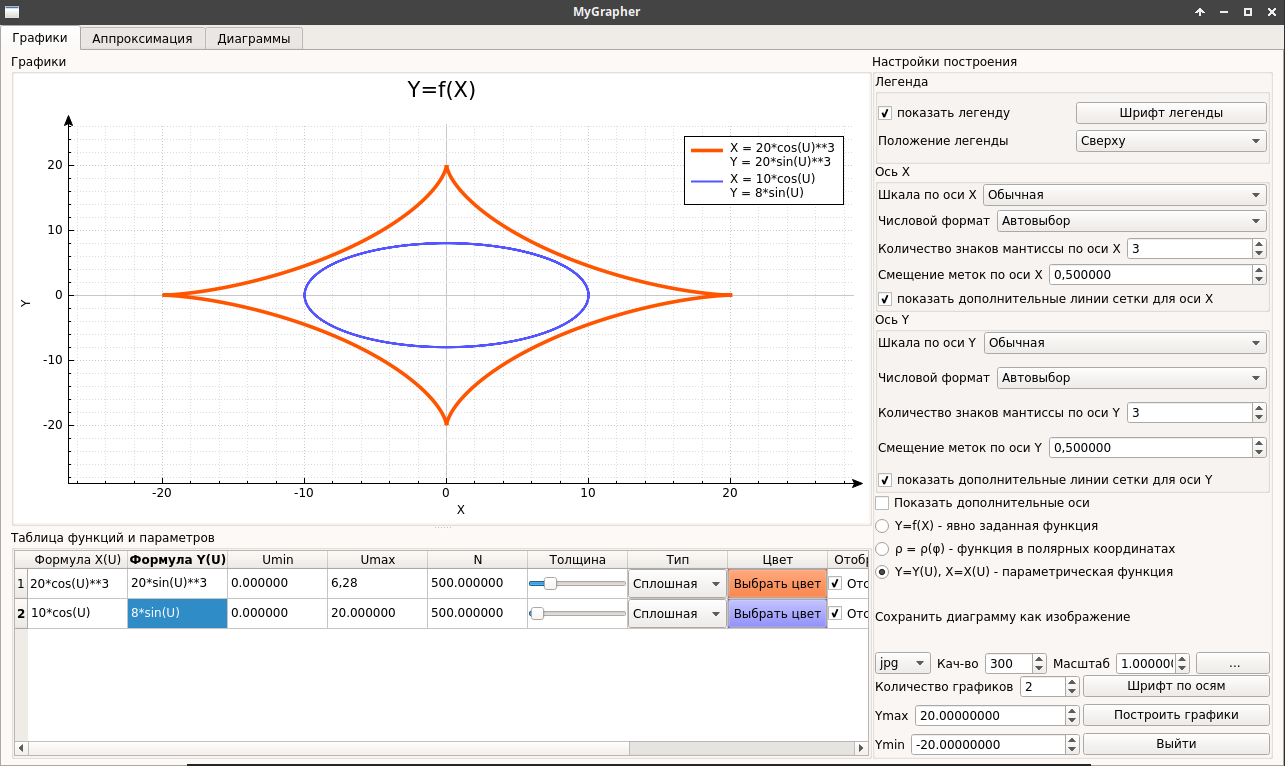 MyGrapher
Графики Аппроксимация Диаграммы
Графики
Y=f(X)
X = 20*cos(U)**3
Y = 20*sin(U)**3
X = 10*cos(U)
Y = 8*sin(U)
20
10
0
-10
-20
Y
-20 -10 0 10 20
X
Таблица функций и параметров
Формула X(U) Формула Y(U) Umin Umax N Толщина Тип Цвет Отобр
1 20*cos(U)**3 20*sin(U)**3 0.000000 6,28 500.000000 Сплошная Выбрать цвет Ото
2 10*cos(U) 8*sin(U) 0.000000 20.000000 500.000000 Сплошная Выбрать цвет Ото
Настройки построения
Легенда
показать легенду Шрифт легенды
Положение легенды Сверху
Ось X
Шкала по оси X Обычная
Числовой формат Автовыбор
Количество знаков мантиссы по оси X 3
Смещение меток по оси X 0,500000
показать дополнительные линии сетки для оси X
Ось Y
Шкала по оси Y Обычная
Числовой формат Автовыбор
Количество знаков мантиссы по оси Y 3
Смещение меток по оси Y 0,500000
показать дополнительные линии сетки для оси Y
Показать дополнительные оси
Y=f(X) - явно заданная функция
ρ = ρ(φ) - функция в полярных координатах
Y=Y(U), X=X(U) - параметрическая функция
Сохранить диаграмму как изображение
jpg Кач-во 300 Масштаб 1.00000 ...
Количество графиков 2 Шрифт по осям
Ymax 20.00000000 Построить графики
Ymin -20.00000000 Выйти